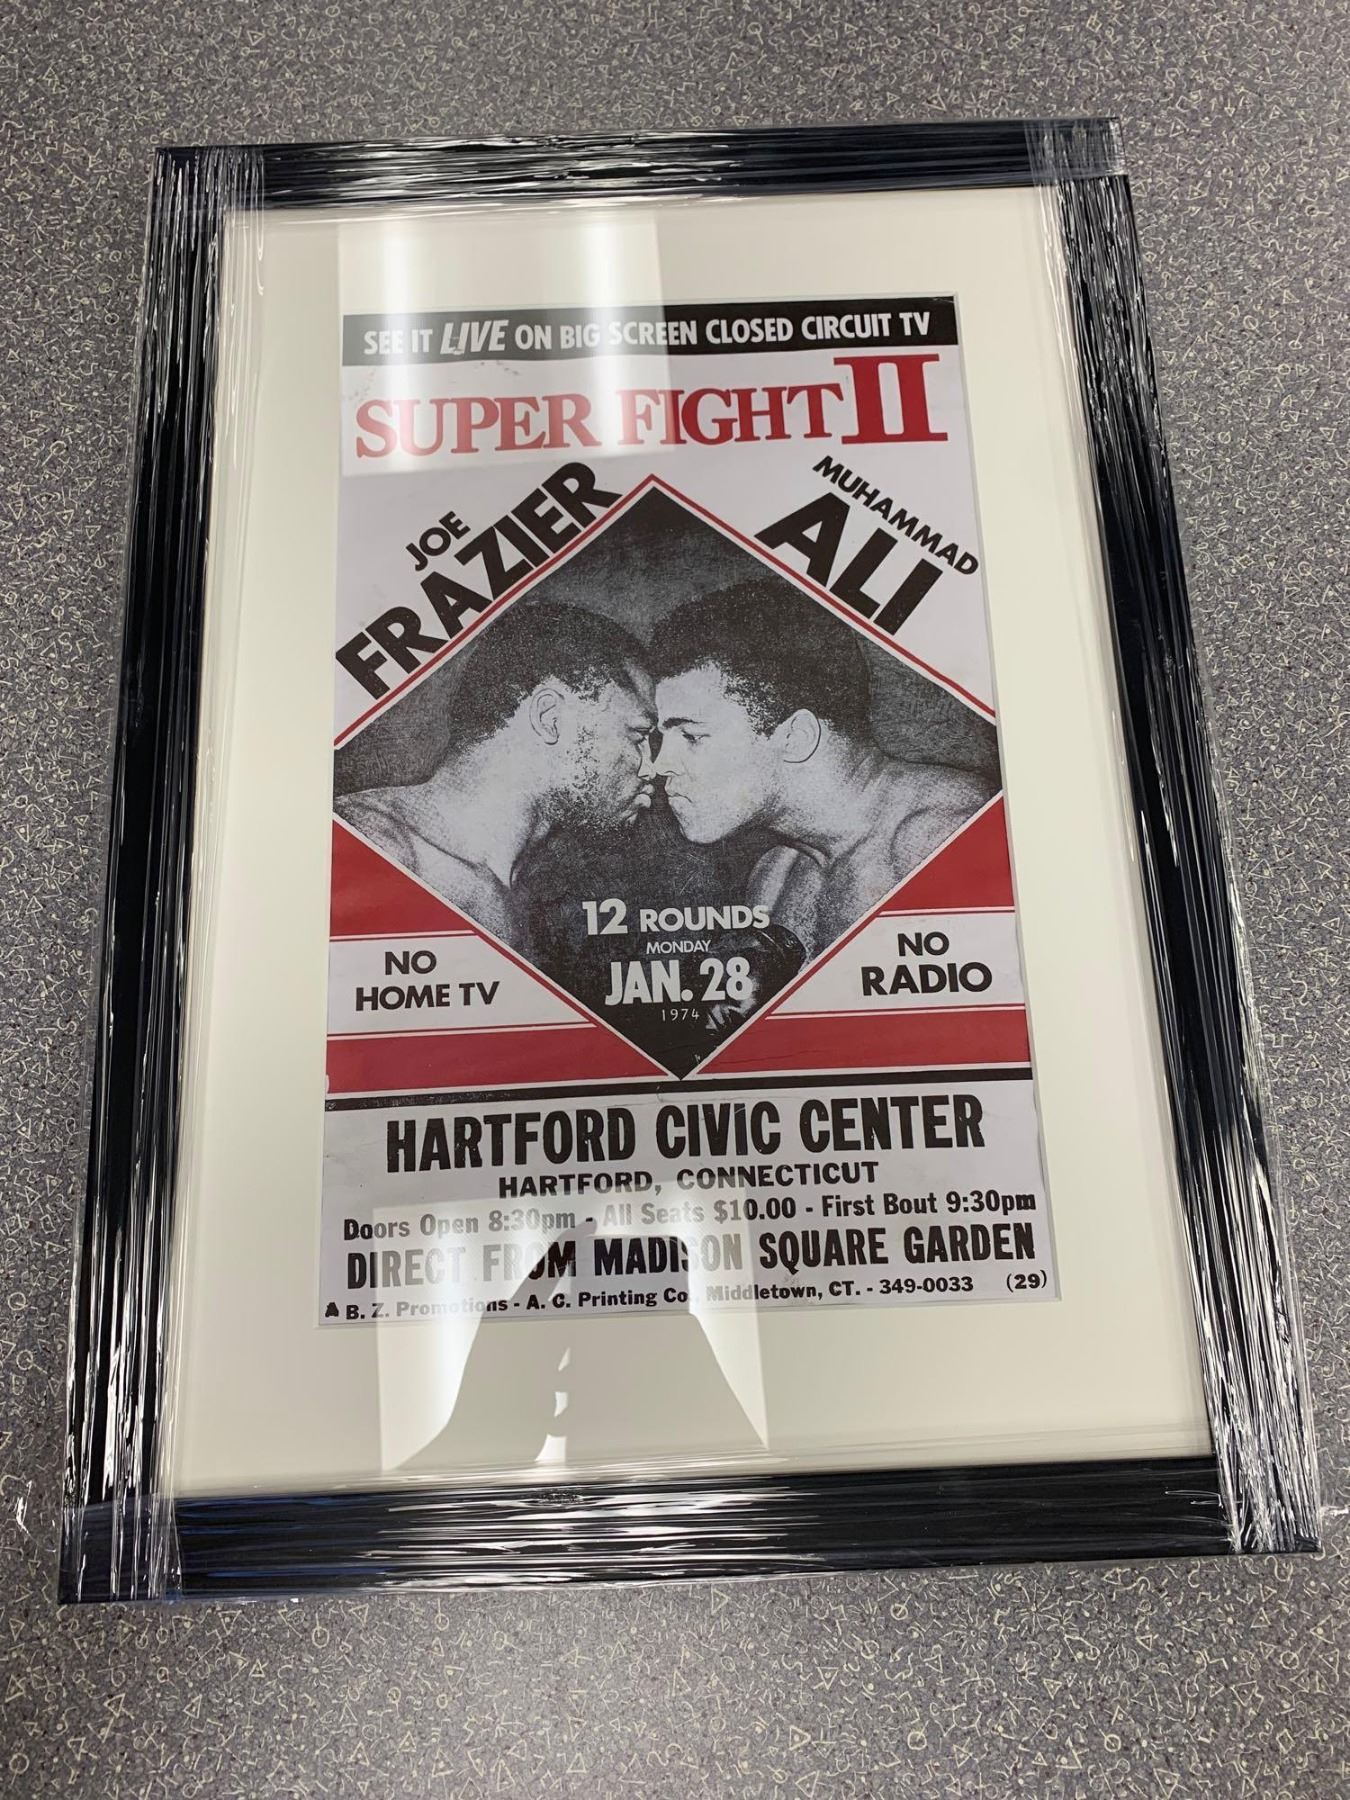 SEE IT LIVE ON BIG SCREEN CLOSED CIRCUIT TV
SUPER FIGHT II
JOE
FRAZIER
MUHAMMAD
ALI
12 ROUNDS
MONDAY
JAN. 28
1974
NO
HOME TV
NO
RADIO
HARTFORD CIVIC CENTER
HARTFORD, CONNECTICUT
Doors Open 8:30pm - All Seats $10.00 - First Bout 9:30pm
DIRECT FROM MADISON SQUARE GARDEN
A B. Z. Promotions - A. C. Printing Co. Middletown, CT. - 349-0033 (29)